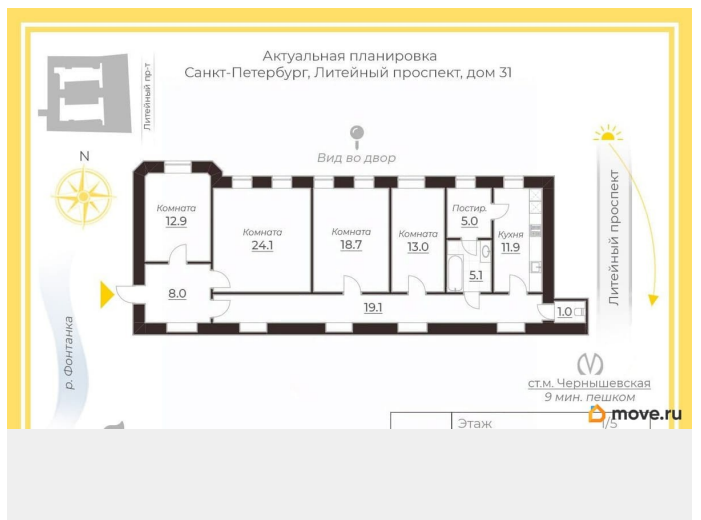 Актуальная планировка
Санкт-Петербург, Литейный проспект, дом 31
Литейный пр-т
N
Вид во двор
Комната
12.9
Комната
24.1
Комната
18.7
Комната
13.0
Постир.
5.0
Кухня
11.9
5.1
8.0
19.1
1.0
Литейный проспект
р. Фонтанка
ст.м. Чернышевская
9 мин. пешком
move.ru
Этаж 1/5